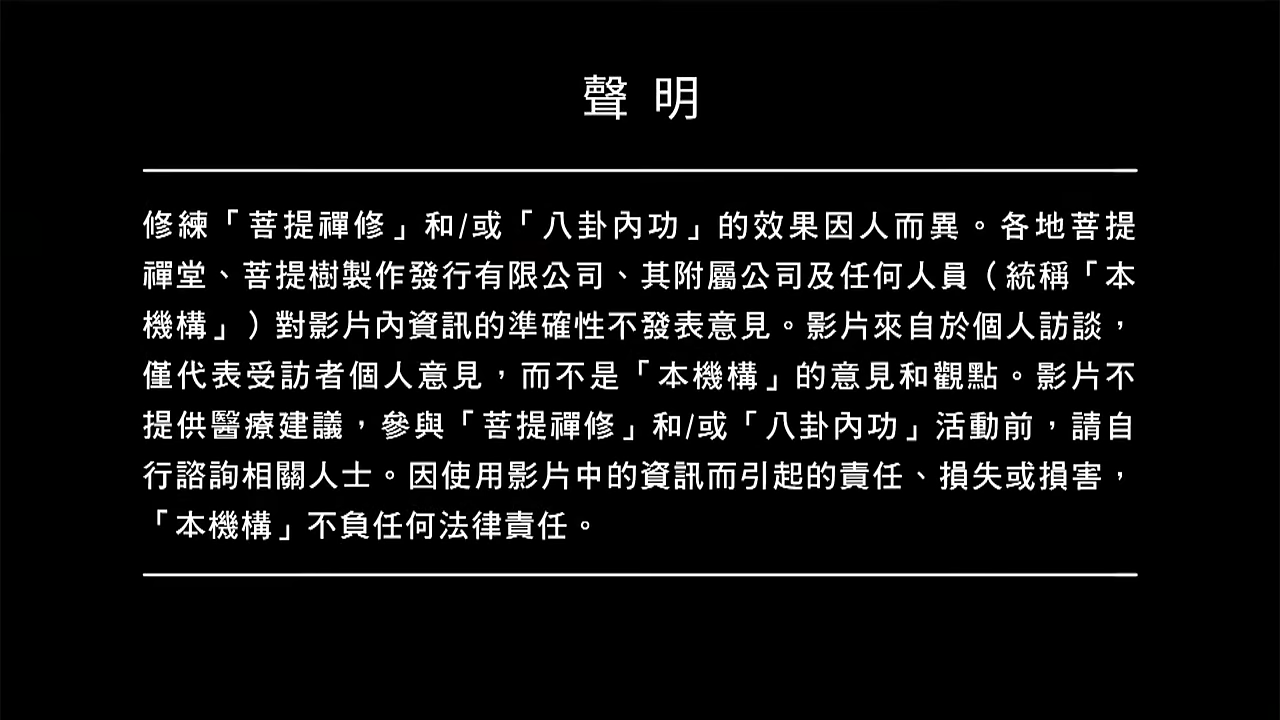 聲明
修練「菩提禪修」和/或「八卦內功」的效果因人而異。各地菩提
禪堂、菩提樹製作發行有限公司、其附屬公司及任何人員（統稱「本
機構」）對影片內資訊的準確性不發表意見。影片來自於個人訪談，
僅代表受訪者個人意見，而不是「本機構」的意見和觀點。影片不
提供醫療建議，參與「菩提禪修」和/或「八卦內功」活動前，請自
行諮詢相關人士。因使用影片中的資訊而引起的責任、損失或損害，
「本機構」不負任何法律責任。